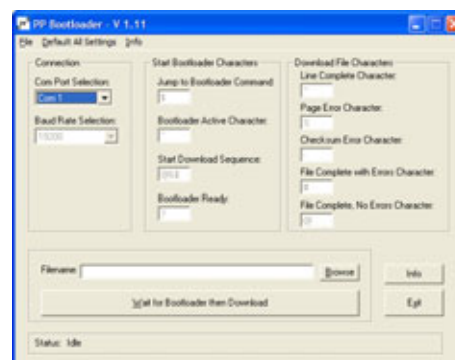 PP Bootloader - V 1.11
File Default All Settings Info
Connection
Com Port Selection:
Com 1
Baud Rate Selection:
19200
Start Bootloader Characters
Jump to Bootloader Command
Bootloader Active Character:
Start Download Sequence:
Bootloader Ready:
Download File Characters
Line Complete Character:
Page Error Character:
Checksum Error Character:
File Complete with Errors Character:
File Complete, No Errors Character:
Filename:
Browse
Wait for Bootloader then Download
Info
Exit
Status: Idle